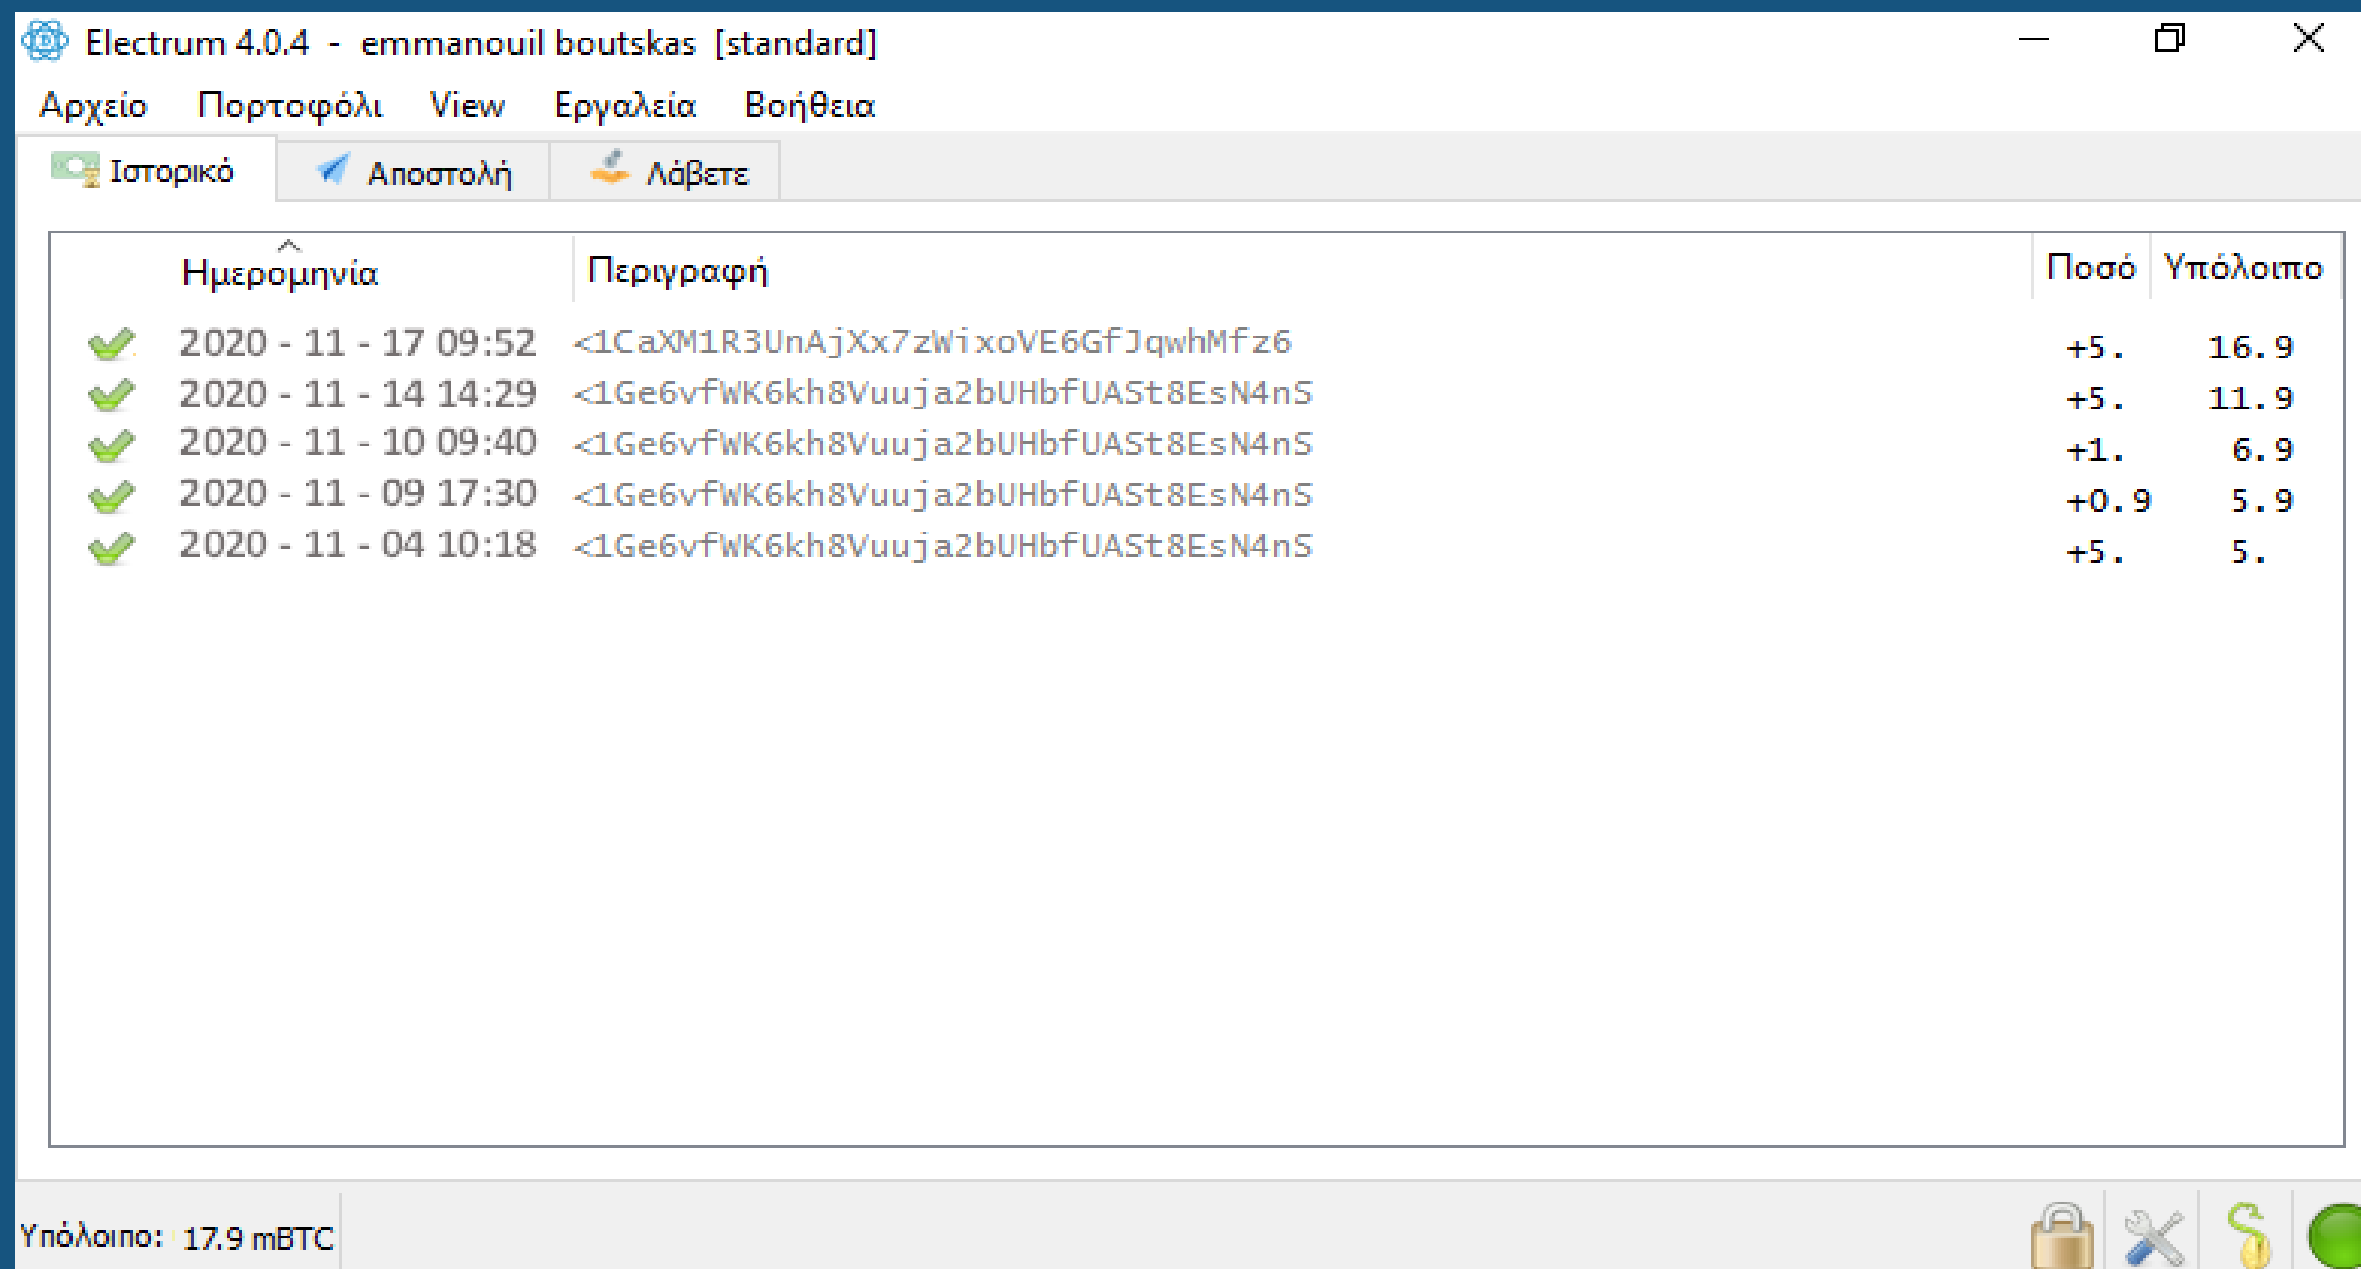 Electrum 4.0.4 - emmanouil boutskas [standard]
Αρχείο Πορτοφόλι View Εργαλεία Βοήθεια
Ιστορικό Αποστολή Λάβετε
Ημερομηνία Περιγραφή Ποσό Υπόλοιπο
2020 - 11 - 17 09:52 <1CaXM1R3UnAjXx7zWixoVE6GfJqwhMfz6 +5. 16.9
2020 - 11 - 14 14:29 <1Ge6vfWK6kh8Vuuja2bUHbfUASt8EsN4nS +5. 11.9
2020 - 11 - 10 09:40 <1Ge6vfWK6kh8Vuuja2bUHbfUASt8EsN4nS +1. 6.9
2020 - 11 - 09 17:30 <1Ge6vfWK6kh8Vuuja2bUHbfUASt8EsN4nS +0.9 5.9
2020 - 11 - 04 10:18 <1Ge6vfWK6kh8Vuuja2bUHbfUASt8EsN4nS +5. 5.
Υπόλοιπο: 17.9 mBTC